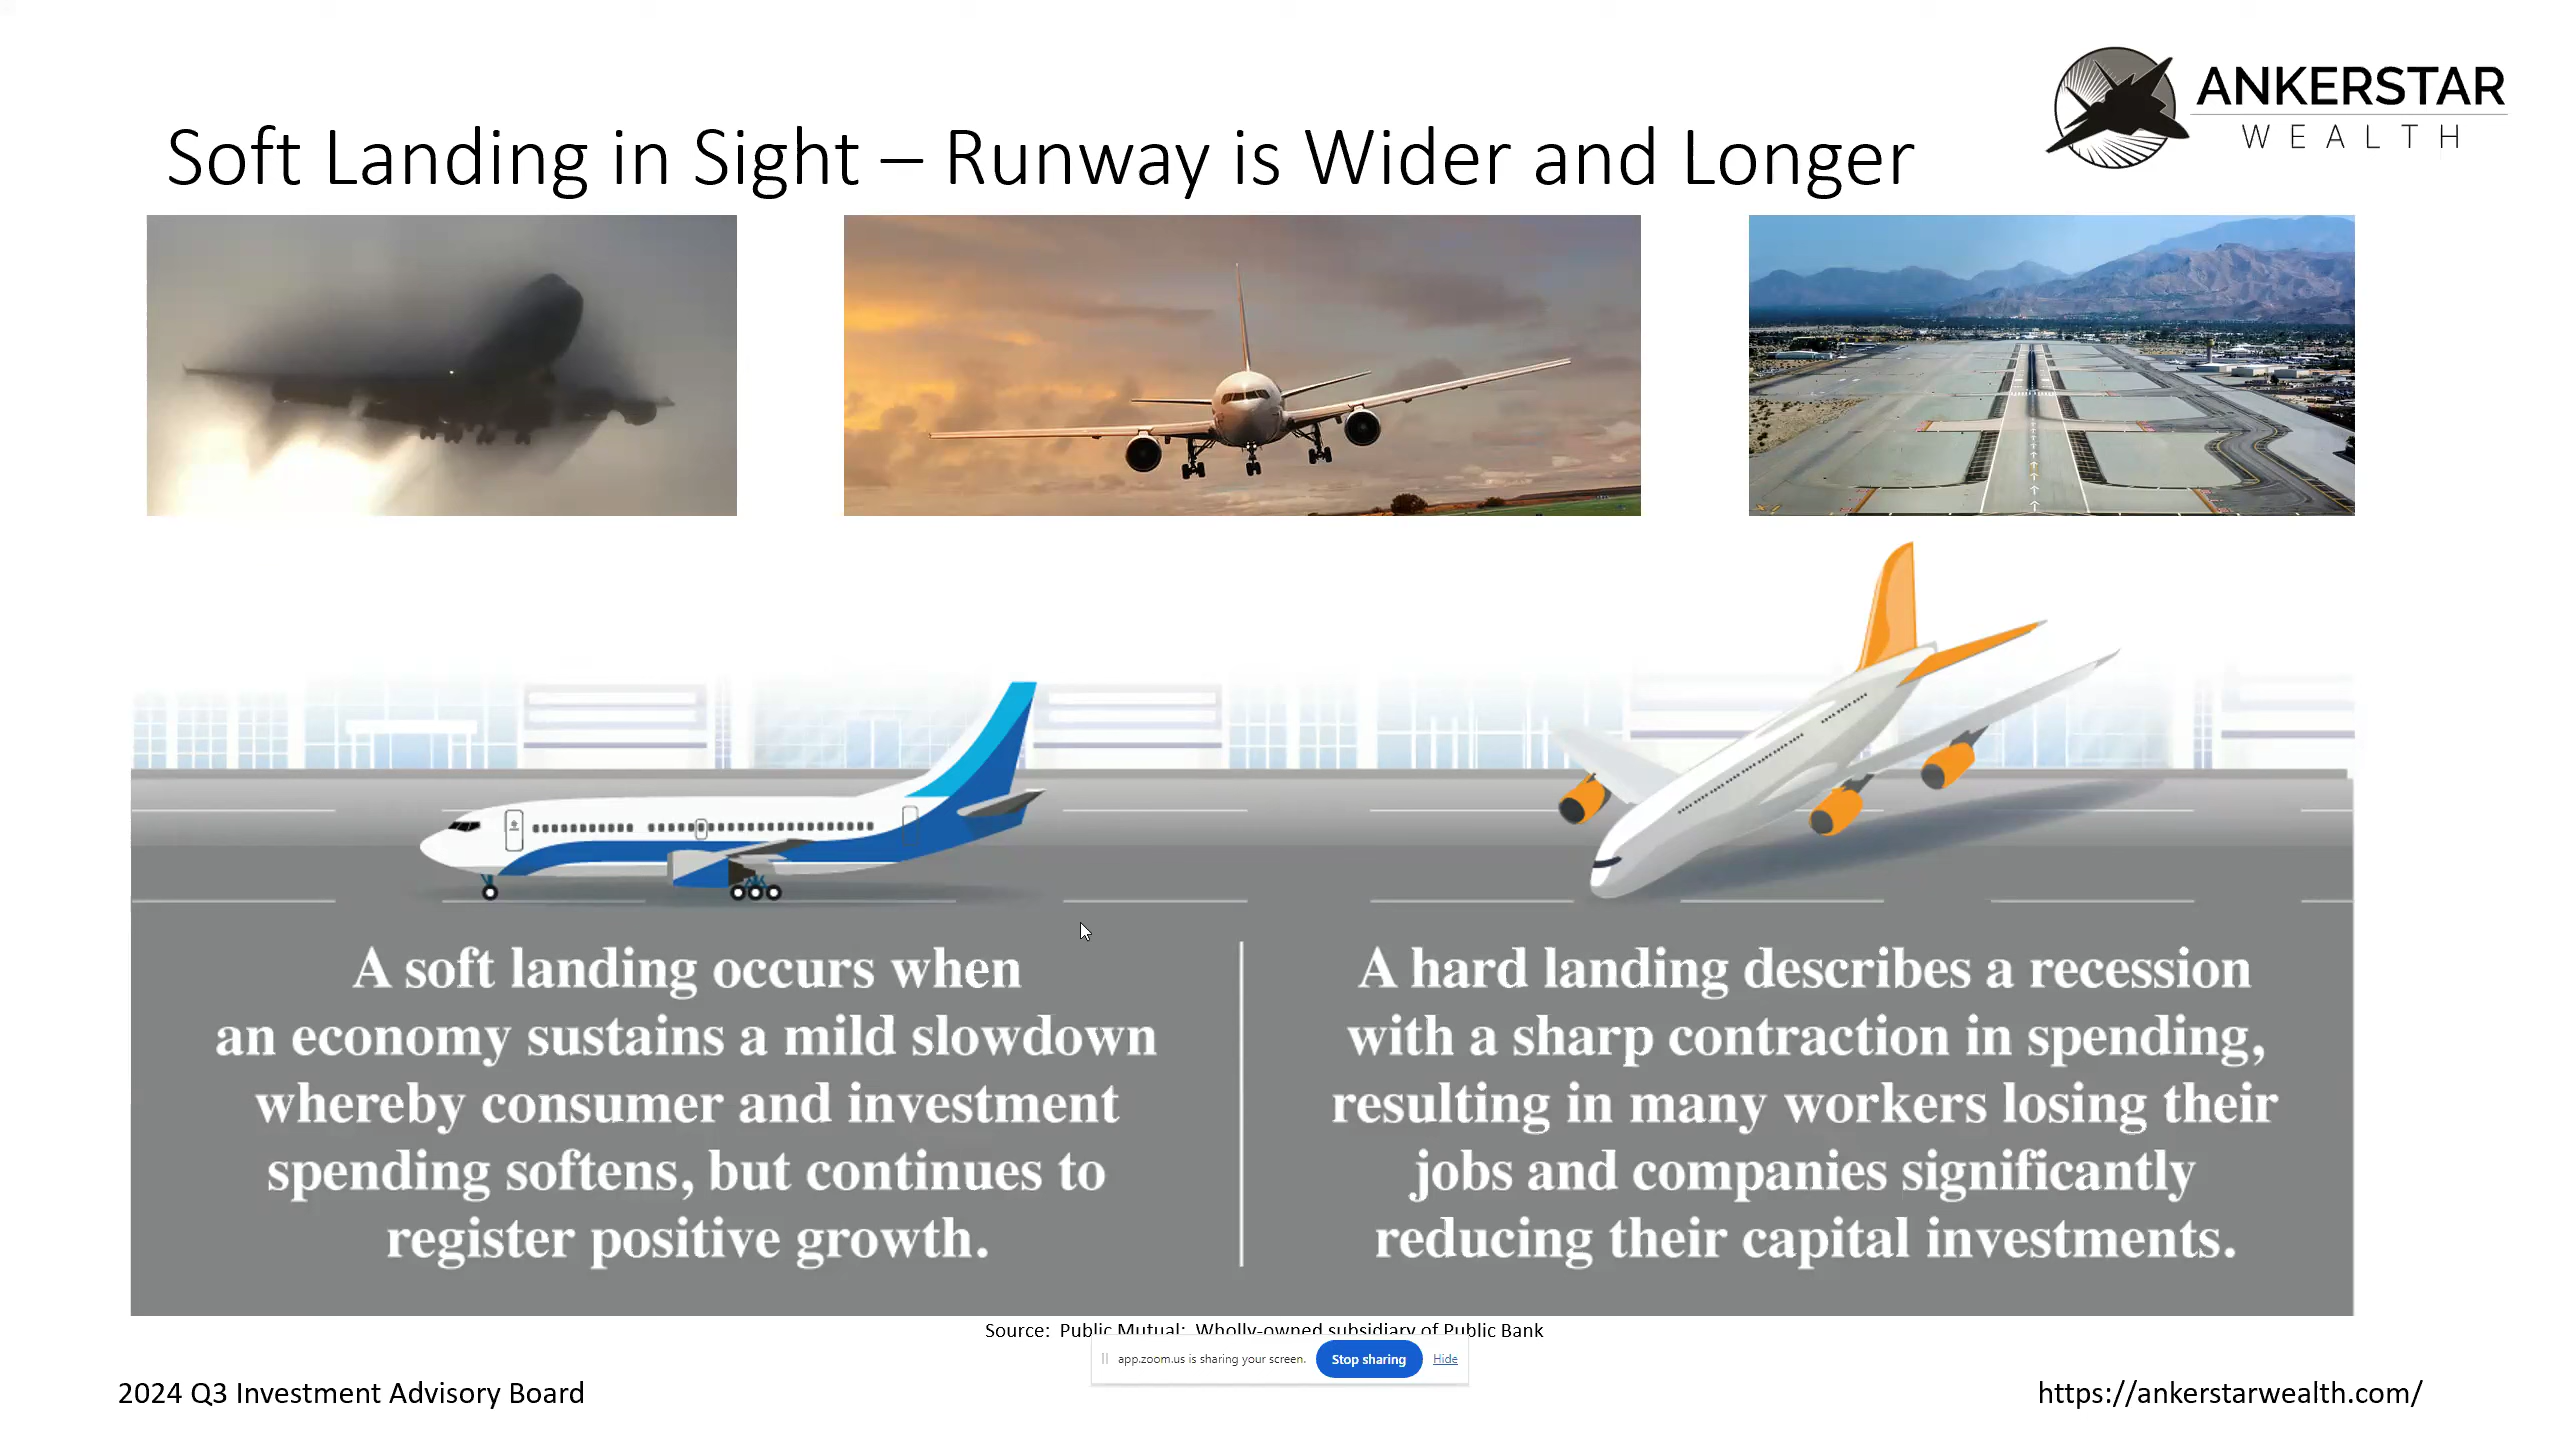 ANKERSTAR
WEALTH
Soft Landing in Sight – Runway is Wider and Longer
A soft landing occurs when
an economy sustains a mild slowdown
whereby consumer and investment
spending softens, but continues to
register positive growth.
A hard landing describes a recession
with a sharp contraction in spending,
resulting in many workers losing their
jobs and companies significantly
reducing their capital investments.
Source: Public Mutual: Wholly-owned subsidiary of Public Bank
app.zoom.us is sharing your screen. Stop sharing Hide
2024 Q3 Investment Advisory Board
https://ankerstarwealth.com/